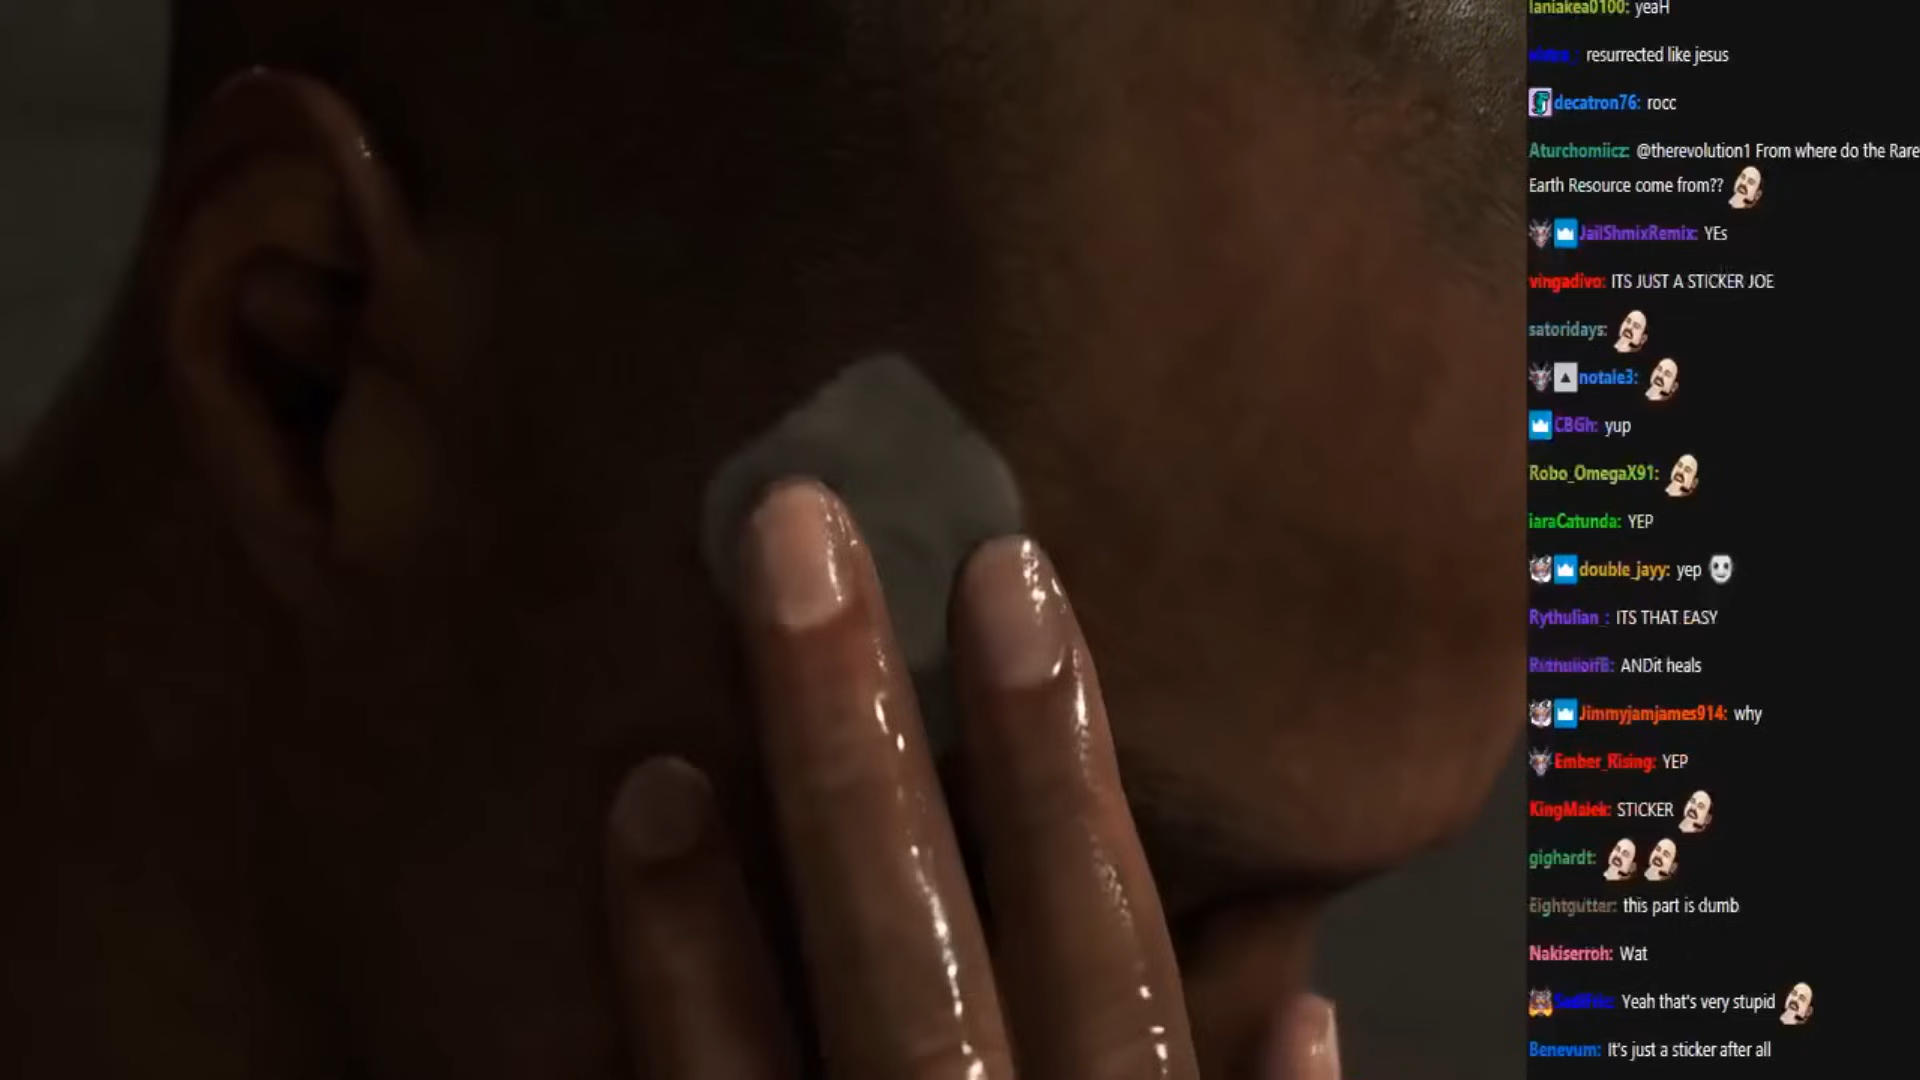 laniakea0100: yeaH
resurrected like jesus
decatron76: rocc
Aturchomiicz: @therevolution1 From where do the Rare
Earth Resource come from??
JailShmixRemix: YEs
vingadivo: ITS JUST A STICKER JOE
satoridays:
notale3:
CBGh: yup
Robo_OmegaX91:
iaraCatunda: YEP
double_jayy: yep
Rythulian_: ITS THAT EASY
ANDit heals
Jimmyjamjames914: why
Ember_Rising: YEP
KingMalek: STICKER
gighardt:
Eightgutter: this part is dumb
Nakiserroh: Wat
Yeah that's very stupid
Benevum: It's just a sticker after all